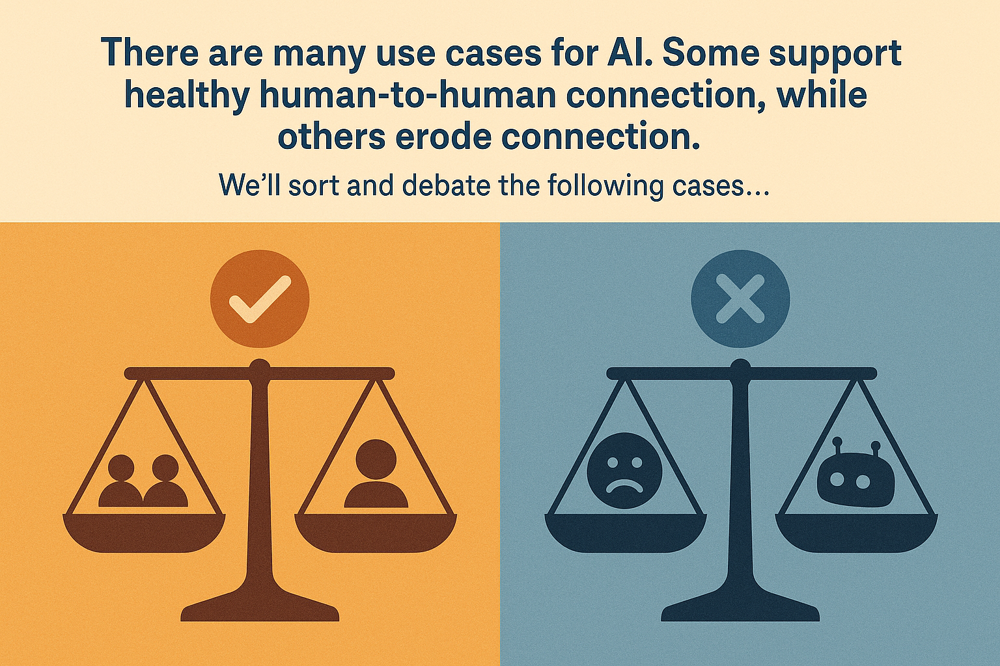 There are many use cases for AI. Some support
healthy human-to-human connection, while
others erode connection.
We’ll sort and debate the following cases...